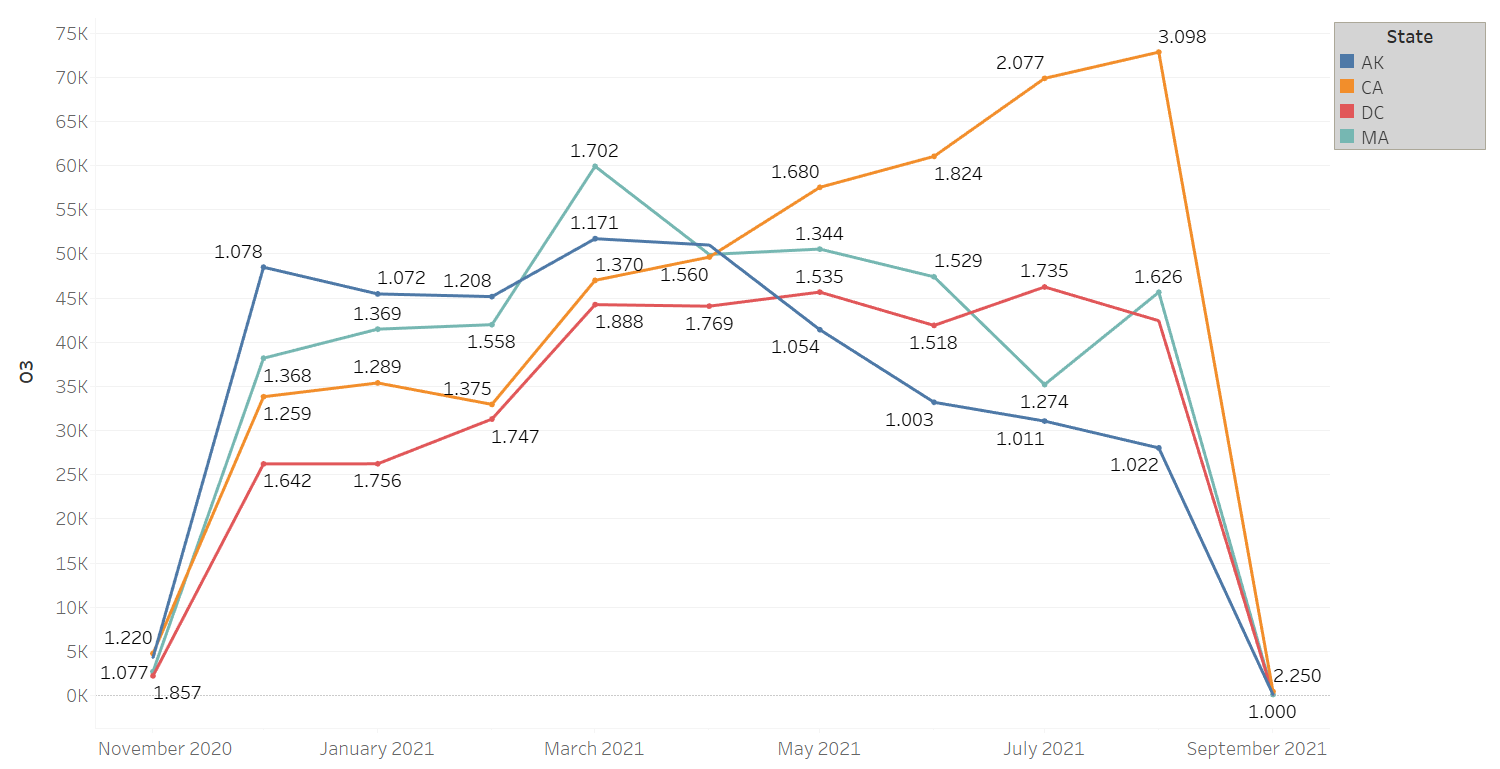 State
AK
CA
DC
MA
O3
75K
70K
65K
60K
55K
50K
45K
40K
35K
30K
25K
20K
15K
10K
5K
0K
3.098
2.077
1.702
1.680
1.824
1.171
1.344
1.078
1.370
1.560
1.529
1.072
1.208
1.535
1.735
1.626
1.369
1.888
1.769
1.558
1.054
1.518
1.289
1.368
1.375
1.274
1.259
1.003
1.747
1.011
1.022
1.642
1.756
1.220
1.077
1.857
2.250
1.000
November 2020
January 2021
March 2021
May 2021
July 2021
September 2021